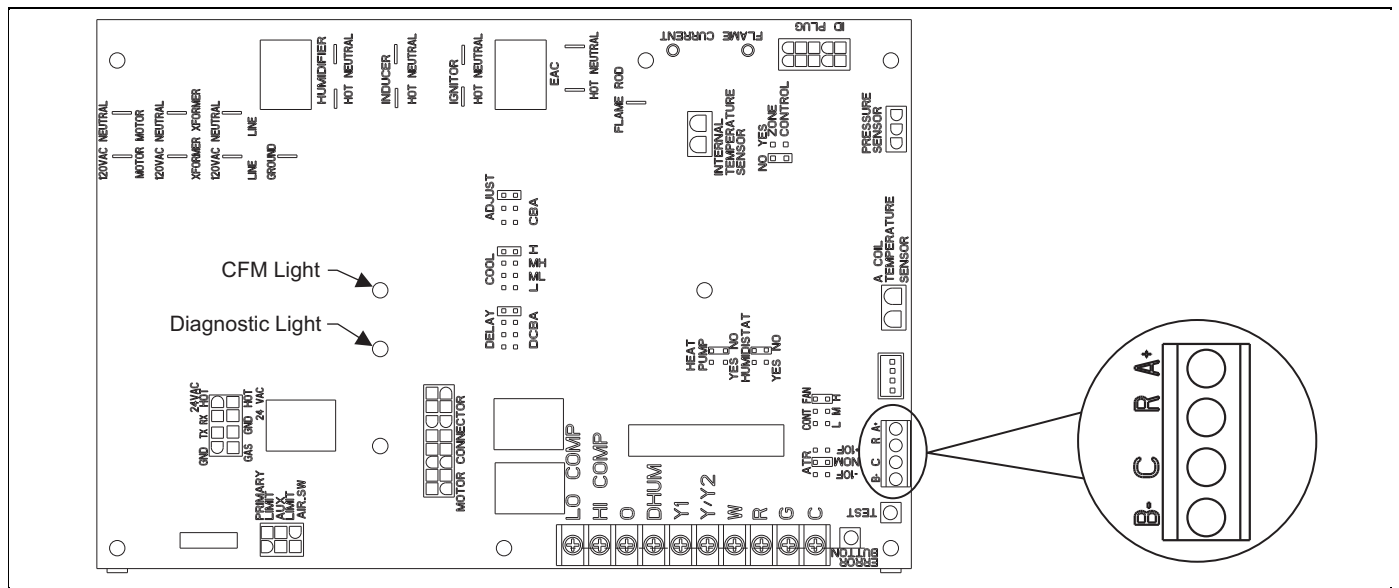 HUMIDIFIER
HOT NEUTRAL
INDUCER
HOT NEUTRAL
IGNITOR
HOT NEUTRAL
EAC
HOT NEUTRAL
FLAME ROD
FLAME CURRENT
ID PLUG
120VAC NEUTRAL
MOTOR MOTOR
120VAC NEUTRAL
XFORMER XFORMER
120VAC NEUTRAL
LINE LINE
GROUND
INTERNAL
TEMPERATURE
SENSOR
NO YES
ZONE
CONTROL
PRESSURE
SENSOR
ADJUST
CBA
COOL
L ML MH H
DELAY
DCBA
A COIL
TEMPERATURE
SENSOR
CFM Light
Diagnostic Light
HEAT
PUMP
YES NO
HUMIDISTAT
YES NO
24VAC
HOT
TX RX
GND
24 VAC
HOT
GND
GAS
MOTOR CONNECTOR
PRIMARY
LIMIT
AUX.
LIMIT
AIR.SW
CONT FAN
L M H
ATR
-10F
NOM
+10F
B- C R A+
B- C R A+
TEST
ERROR
BUTTON
LO COMP
HI COMP
O
DHUM
Y1
Y/Y2
W
R
G
C